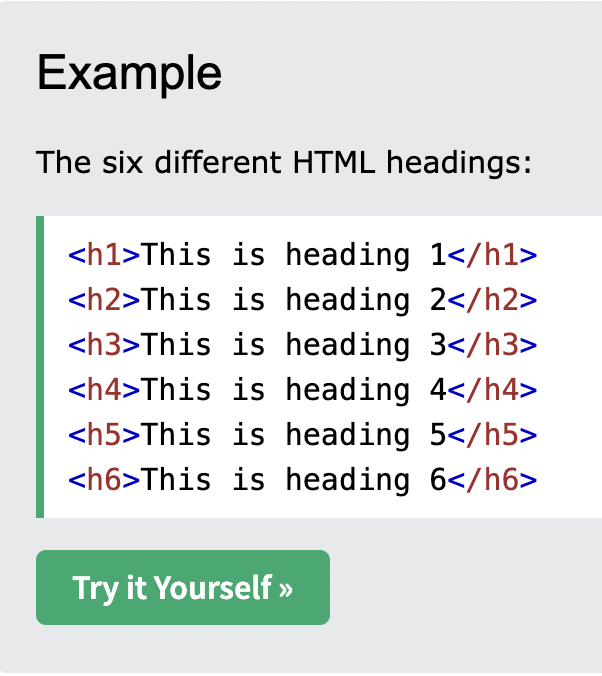 Example
The six different HTML headings:
<h1>This is heading 1</h1>
<h2>This is heading 2</h2>
<h3>This is heading 3</h3>
<h4>This is heading 4</h4>
<h5>This is heading 5</h5>
<h6>This is heading 6</h6>
Try it Yourself »